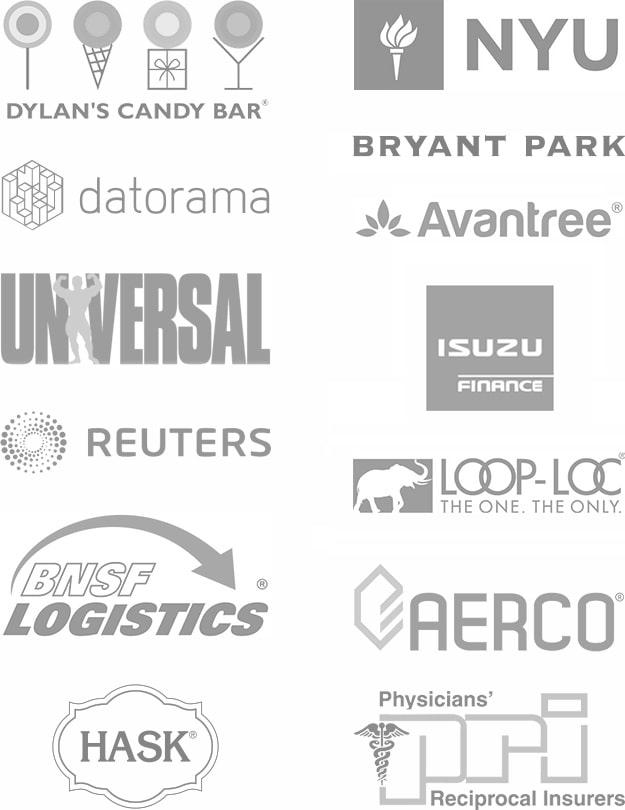 DYLAN'S CANDY BAR®
datorama
UNIVERSAL
REUTERS
BNSF
LOGISTICS®
HASK®
NYU
BRYANT PARK
Avantree®
ISUZU
FINANCE
LOOP-LOC®
THE ONE. THE ONLY.
AERCO®
Physicians'
pri
Reciprocal Insurers